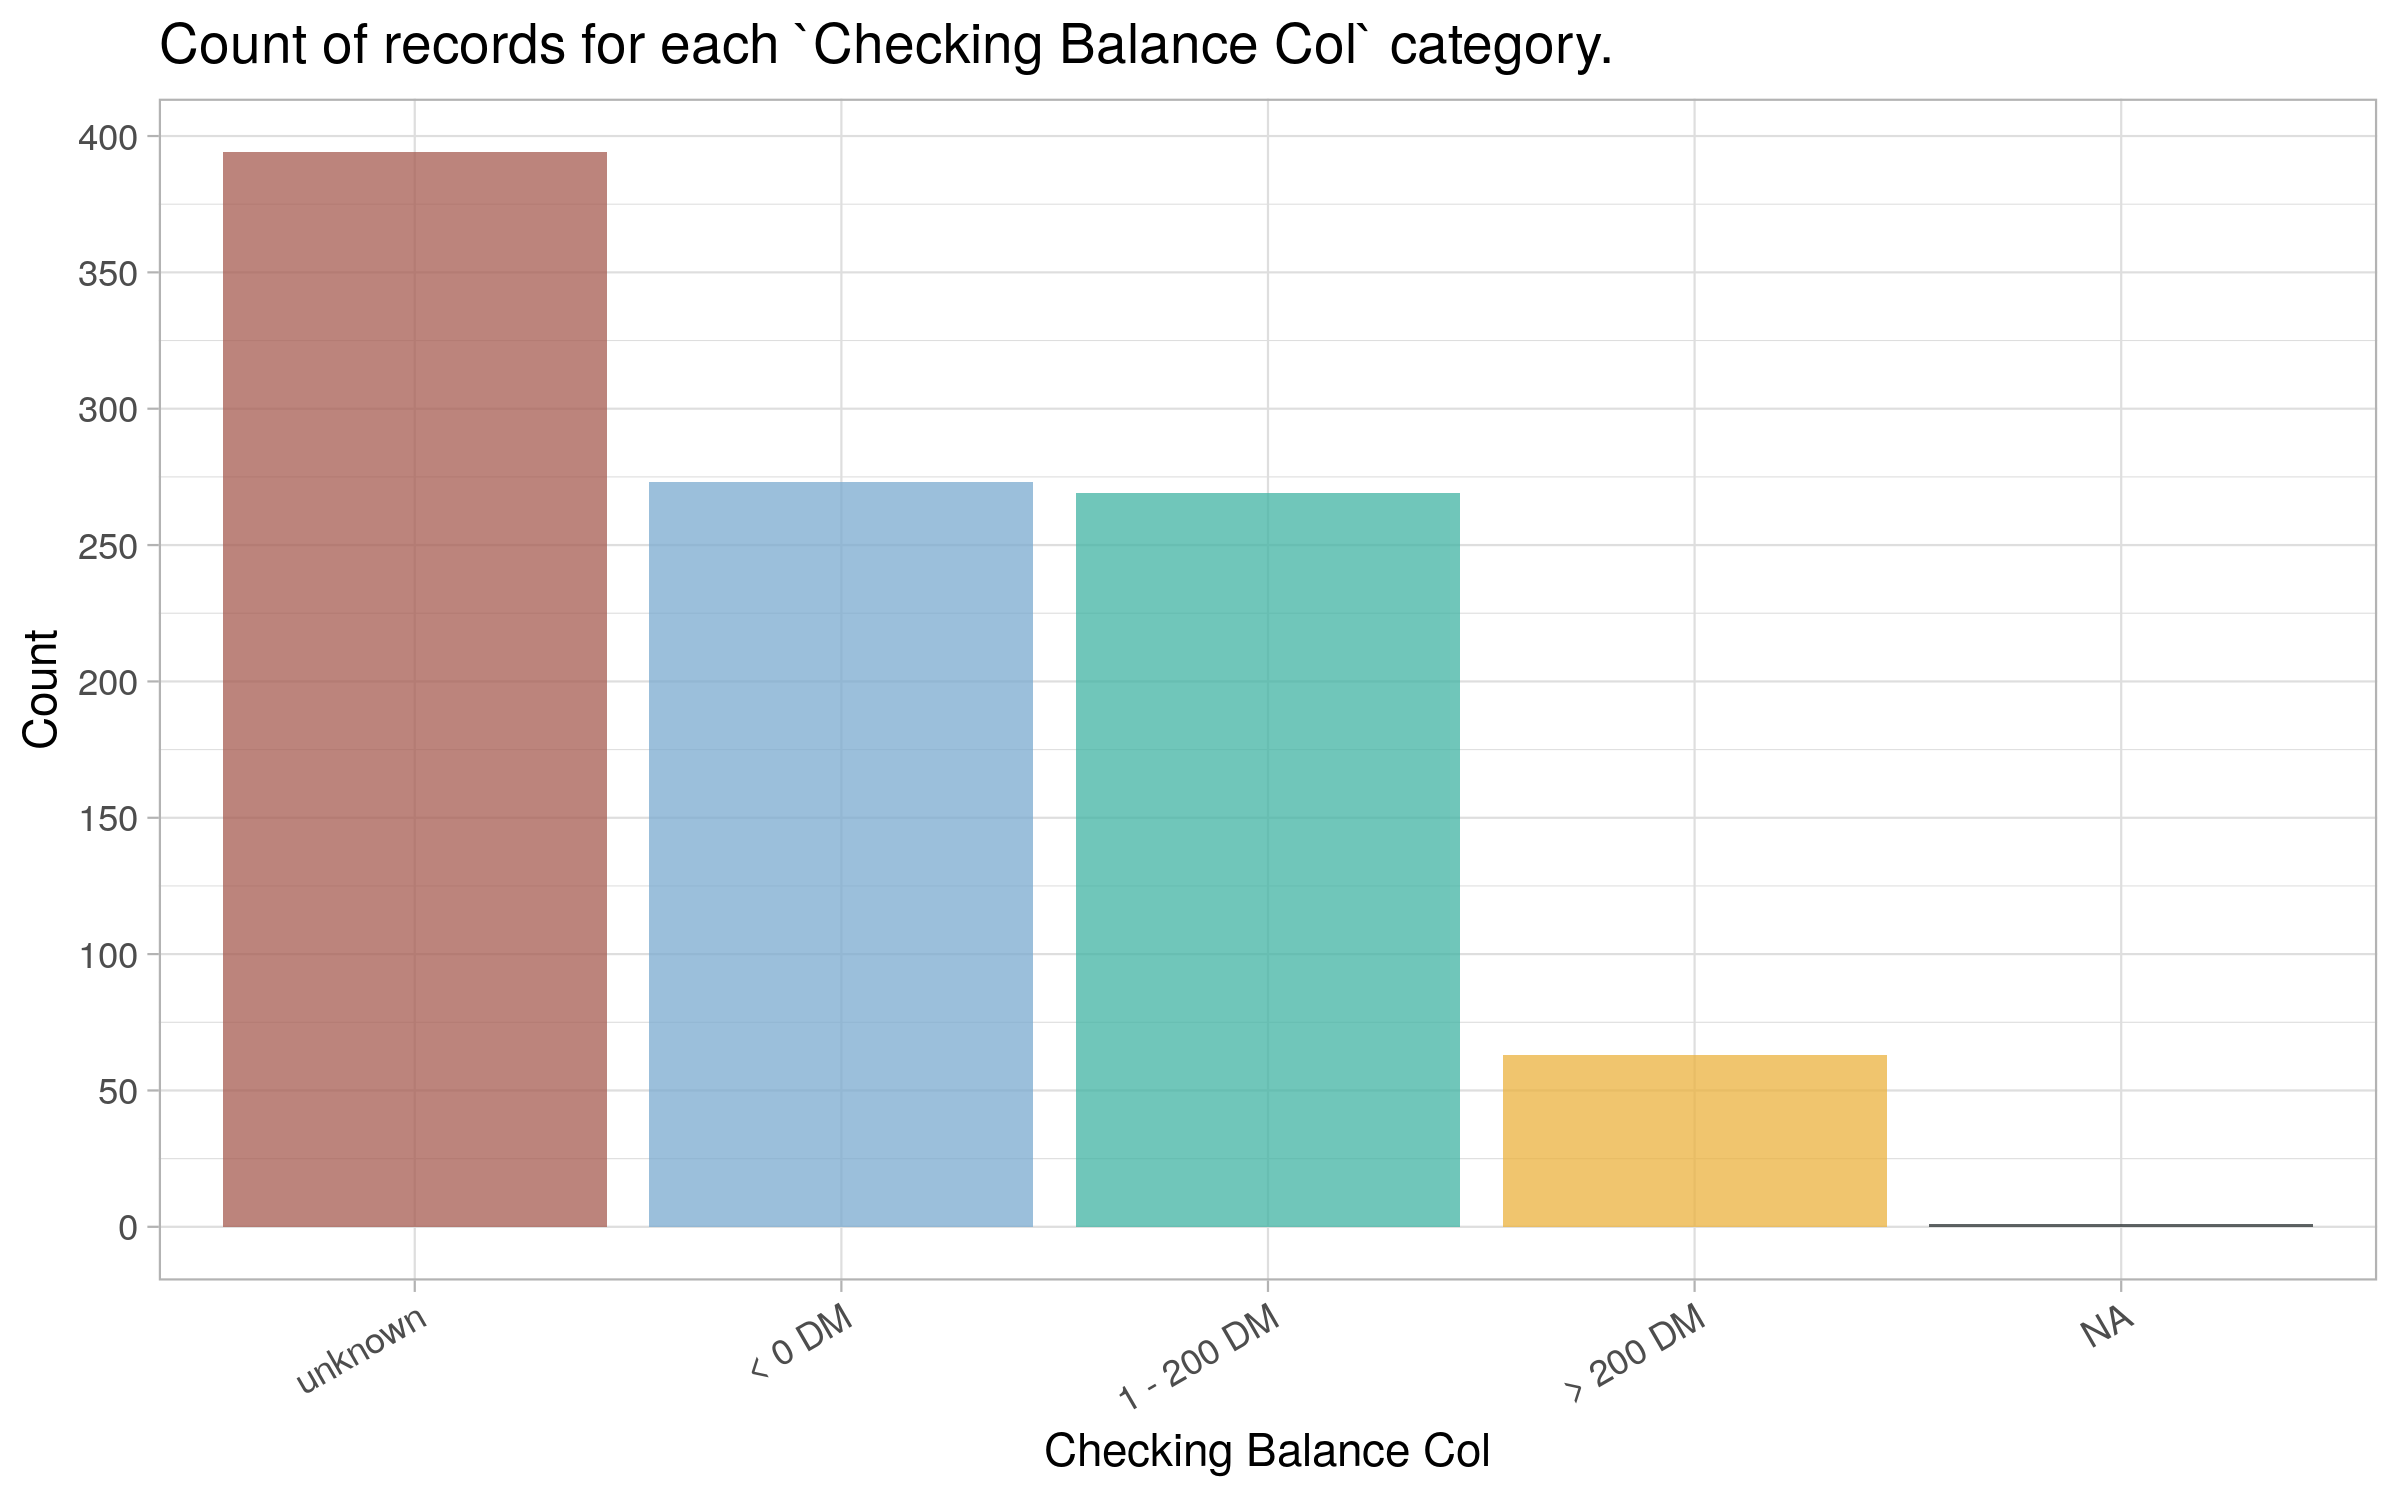 Count of records for each `Checking Balance Col` category.
400
350
300
250
200
150
100
50
0
Count
unknown
< 0 DM
1 - 200 DM
> 200 DM
NA
Checking Balance Col